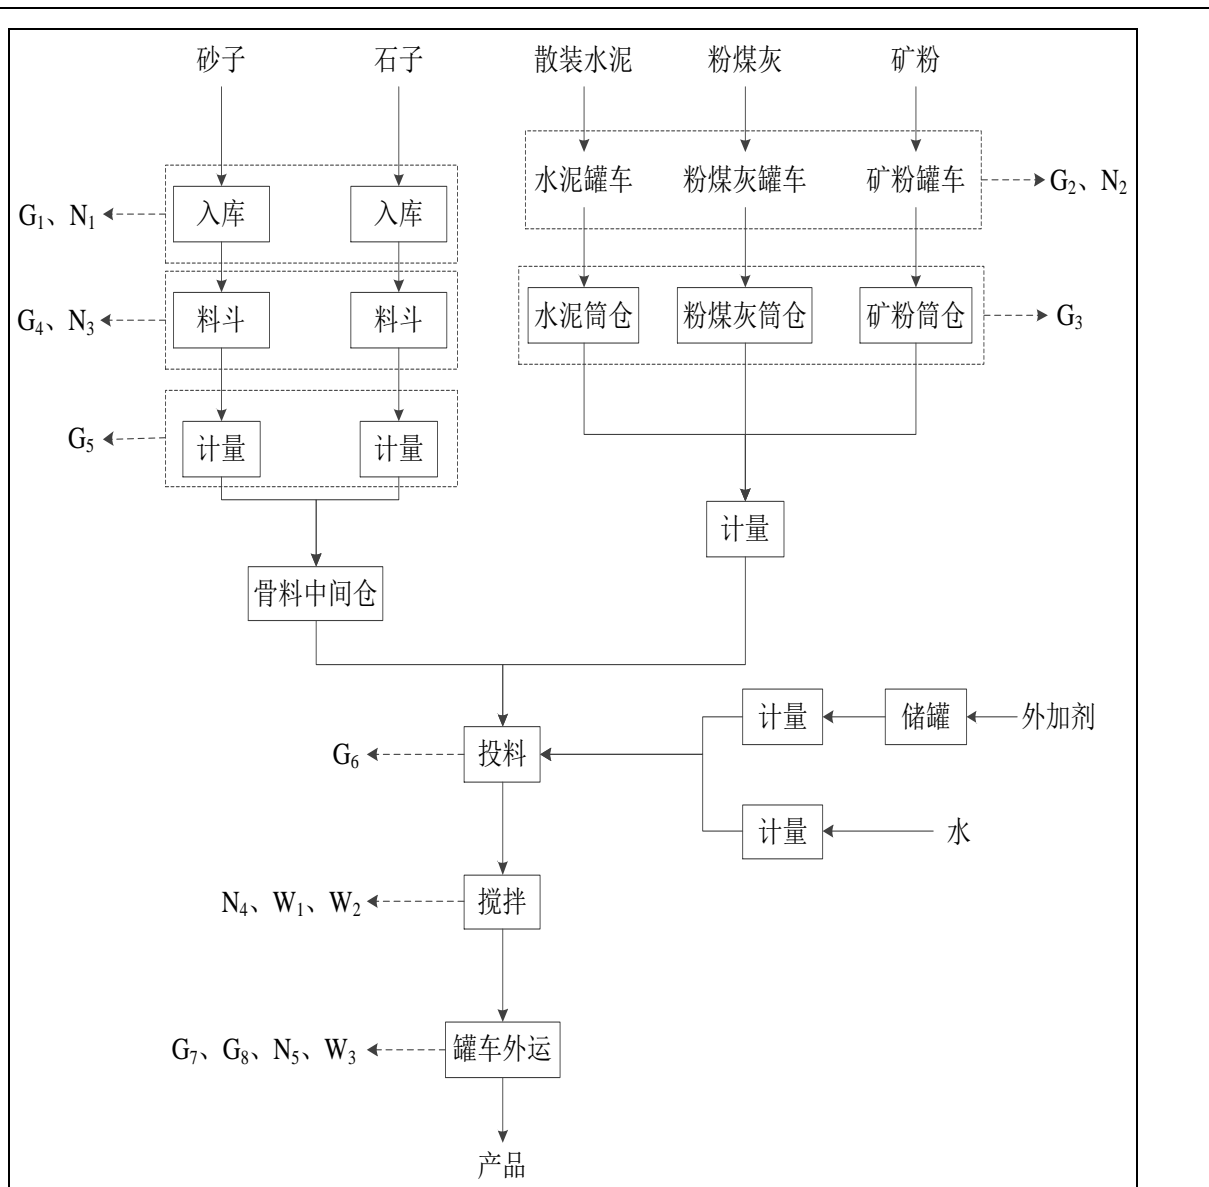 砂子 石子 散装水泥 粉煤灰 矿粉
水泥罐车 粉煤灰罐车 矿粉罐车 G₂、N₂
G₁、N₁ 入库 入库
G₄、N₃ 料斗 料斗 水泥筒仓 粉煤灰筒仓 矿粉筒仓 G₃
G₅ 计量 计量
计量
骨料中间仓
计量 储罐 外加剂
G₆ 投料
计量 水
N₄、W₁、W₂ 搅拌
G₇、G₈、N₅、W₃ 罐车外运
产品